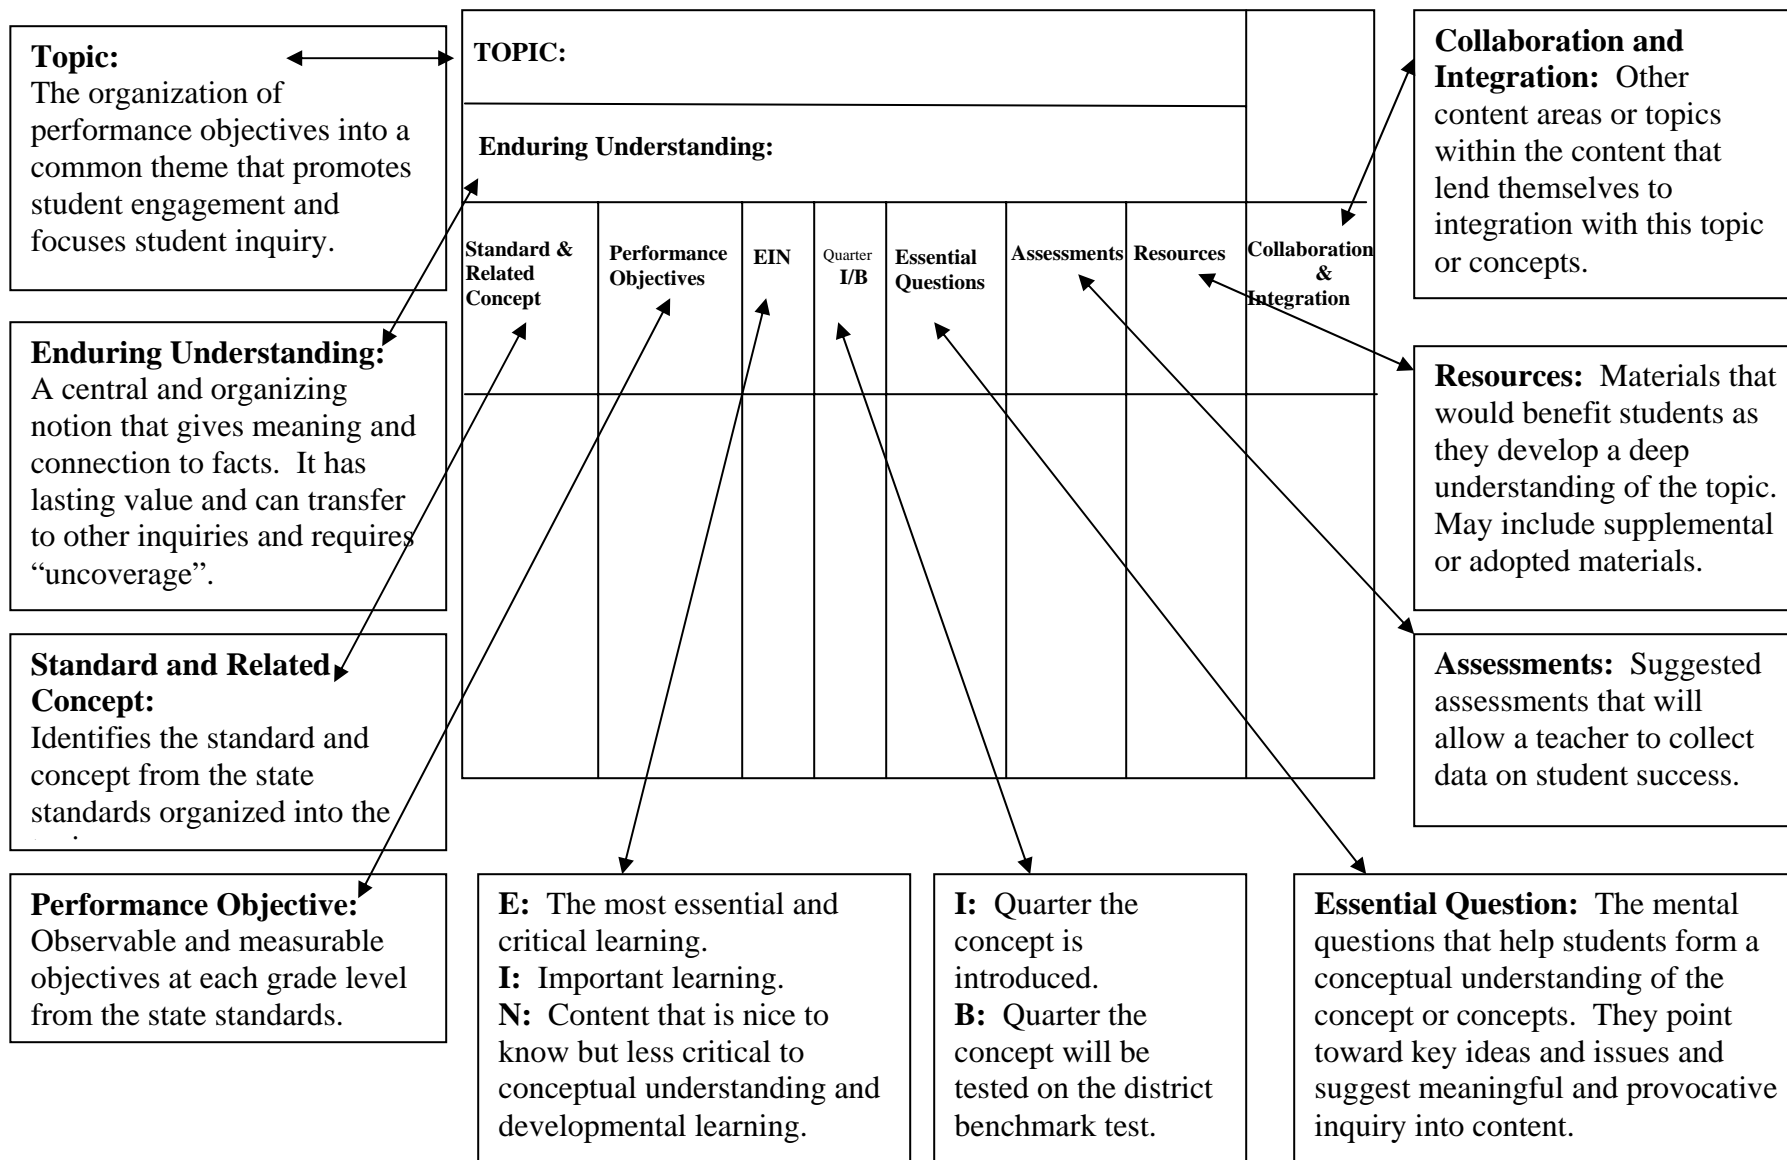 Topic:
The organization of
performance objectives into a
common theme that promotes
student engagement and
focuses student inquiry.
Enduring Understanding:
A central and organizing
notion that gives meaning and
connection to facts. It has
lasting value and can transfer
to other inquiries and requires
“uncoverage”.
Standard and Related
Concept:
Identifies the standard and
concept from the state
standards organized into the
Performance Objective:
Observable and measurable
objectives at each grade level
from the state standards.
TOPIC:
Enduring Understanding:
Standard &
Related
Concept
Performance
Objectives
EIN
Quarter
I/B
Essential
Questions
Assessments
Resources
Collaboration
&
Integration
E: The most essential and
critical learning.
I: Important learning.
N: Content that is nice to
know but less critical to
conceptual understanding and
developmental learning.
I: Quarter the
concept is
introduced.
B: Quarter the
concept will be
tested on the district
benchmark test.
Collaboration and
Integration: Other
content areas or topics
within the content that
lend themselves to
integration with this topic
or concepts.
Resources: Materials that
would benefit students as
they develop a deep
understanding of the topic.
May include supplemental
or adopted materials.
Assessments: Suggested
assessments that will
allow a teacher to collect
data on student success.
Essential Question: The mental
questions that help students form a
conceptual understanding of the
concept or concepts. They point
toward key ideas and issues and
suggest meaningful and provocative
inquiry into content.